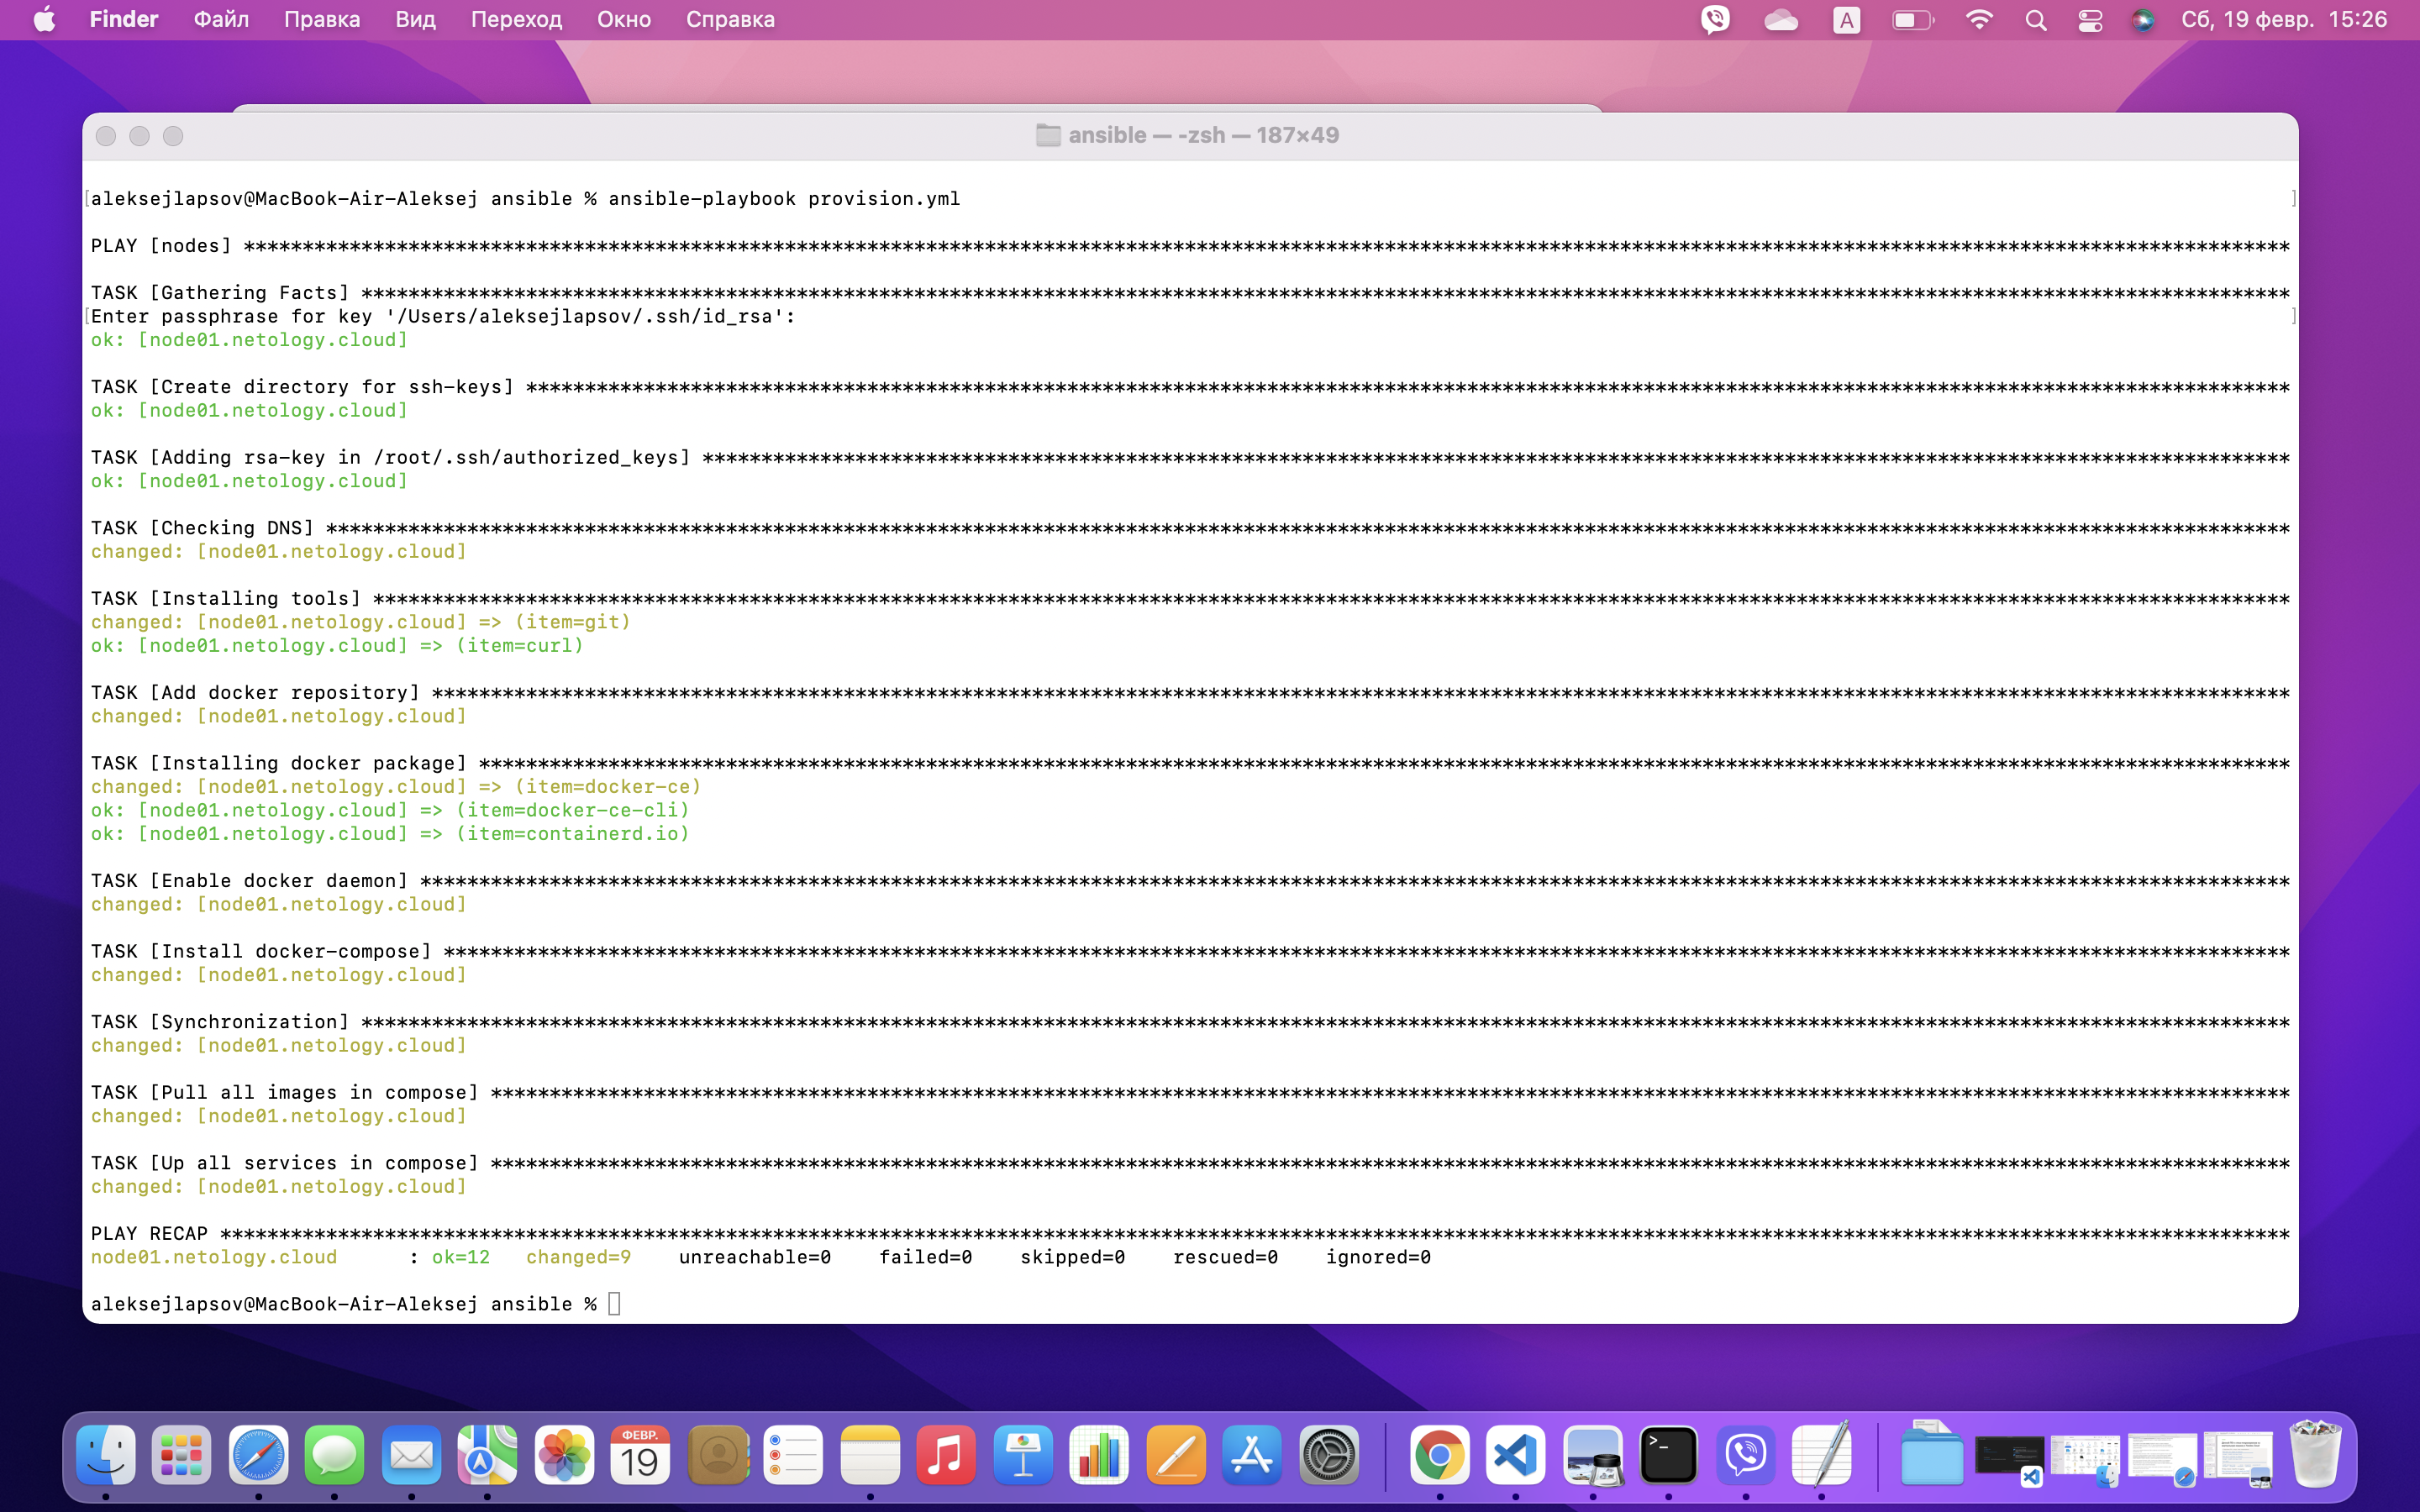 Finder Файл Правка Вид Переход Окно Справка A Сб, 19 февр. 15:26
ansible — -zsh — 187×49
[aleksejlapsov@MacBook-Air-Aleksej ansible % ansible-playbook provision.yml ]
PLAY [nodes] ****************************************************************************************************************************************************************************
TASK [Gathering Facts] ******************************************************************************************************************************************************************
[Enter passphrase for key '/Users/aleksejlapsov/.ssh/id_rsa': ]
ok: [node01.netology.cloud]
TASK [Create directory for ssh-keys] ****************************************************************************************************************************************************
ok: [node01.netology.cloud]
TASK [Adding rsa-key in /root/.ssh/authorized_keys] *************************************************************************************************************************************
ok: [node01.netology.cloud]
TASK [Checking DNS] *********************************************************************************************************************************************************************
changed: [node01.netology.cloud]
TASK [Installing tools] *****************************************************************************************************************************************************************
changed: [node01.netology.cloud] => (item=git)
ok: [node01.netology.cloud] => (item=curl)
TASK [Add docker repository] ************************************************************************************************************************************************************
changed: [node01.netology.cloud]
TASK [Installing docker package] ********************************************************************************************************************************************************
changed: [node01.netology.cloud] => (item=docker-ce)
ok: [node01.netology.cloud] => (item=docker-ce-cli)
ok: [node01.netology.cloud] => (item=containerd.io)
TASK [Enable docker daemon] *************************************************************************************************************************************************************
changed: [node01.netology.cloud]
TASK [Install docker-compose] ***********************************************************************************************************************************************************
changed: [node01.netology.cloud]
TASK [Synchronization] ******************************************************************************************************************************************************************
changed: [node01.netology.cloud]
TASK [Pull all images in compose] *******************************************************************************************************************************************************
changed: [node01.netology.cloud]
TASK [Up all services in compose] *******************************************************************************************************************************************************
changed: [node01.netology.cloud]
PLAY RECAP ******************************************************************************************************************************************************************************
node01.netology.cloud : ok=12 changed=9 unreachable=0 failed=0 skipped=0 rescued=0 ignored=0
aleksejlapsov@MacBook-Air-Aleksej ansible %
ФЕВР.
19